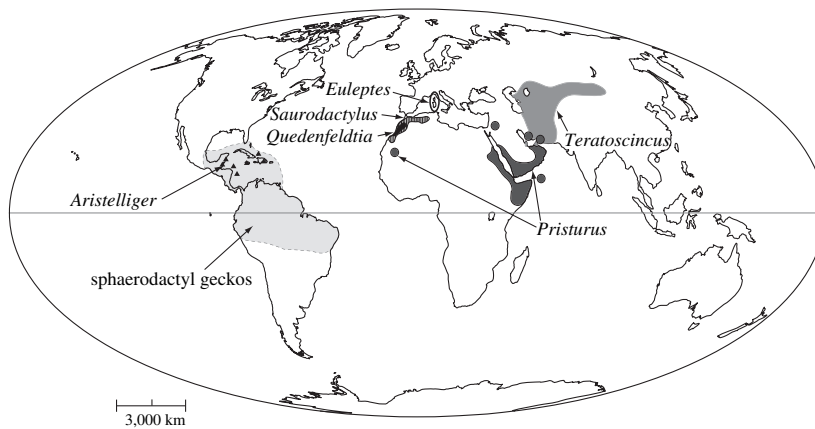 Euleptes
Saurodactylus
Quedenfeldtia
Teratoscincus
Aristelliger
Pristurus
sphaerodactyl geckos
3,000 km